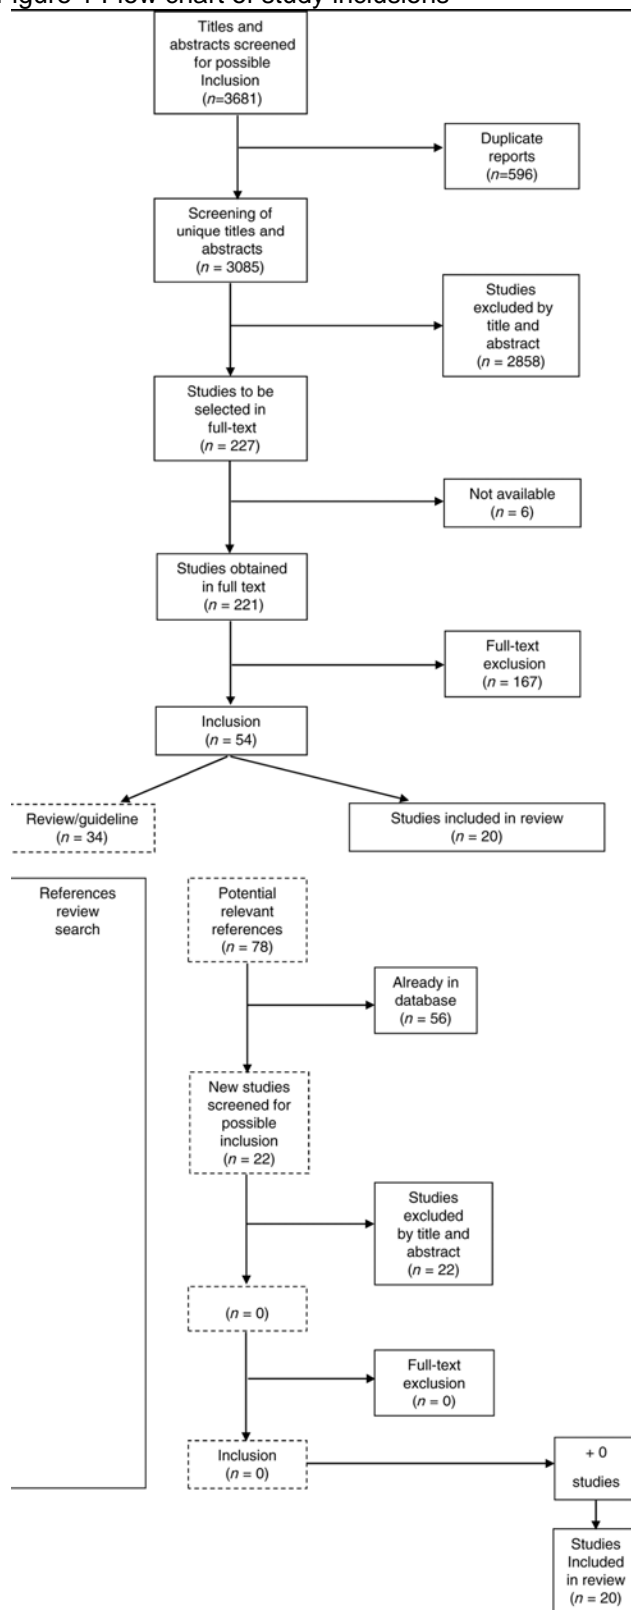 Figure 1 Flow chart of study inclusions
Titles and
abstracts screened
for possible
Inclusion
(n=3681)
Duplicate
reports
(n=596)
Screening of
unique titles and
abstracts
(n = 3085)
Studies
excluded by
title and
abstract
(n = 2858)
Studies to be
selected in
full-text
(n = 227)
Not available
(n = 6)
Studies obtained
in full text
(n = 221)
Full-text
exclusion
(n = 167)
Inclusion
(n = 54)
Review/guideline
(n = 34)
Studies included in review
(n = 20)
References
review
search
Potential
relevant
references
(n = 78)
Already in
database
(n = 56)
New studies
screened for
possible
inclusion
(n = 22)
Studies
excluded
by title and
abstract
(n = 22)
(n = 0)
Full-text
exclusion
(n = 0)
Inclusion
(n = 0)
+ 0
studies
Studies
Included
in review
(n = 20)